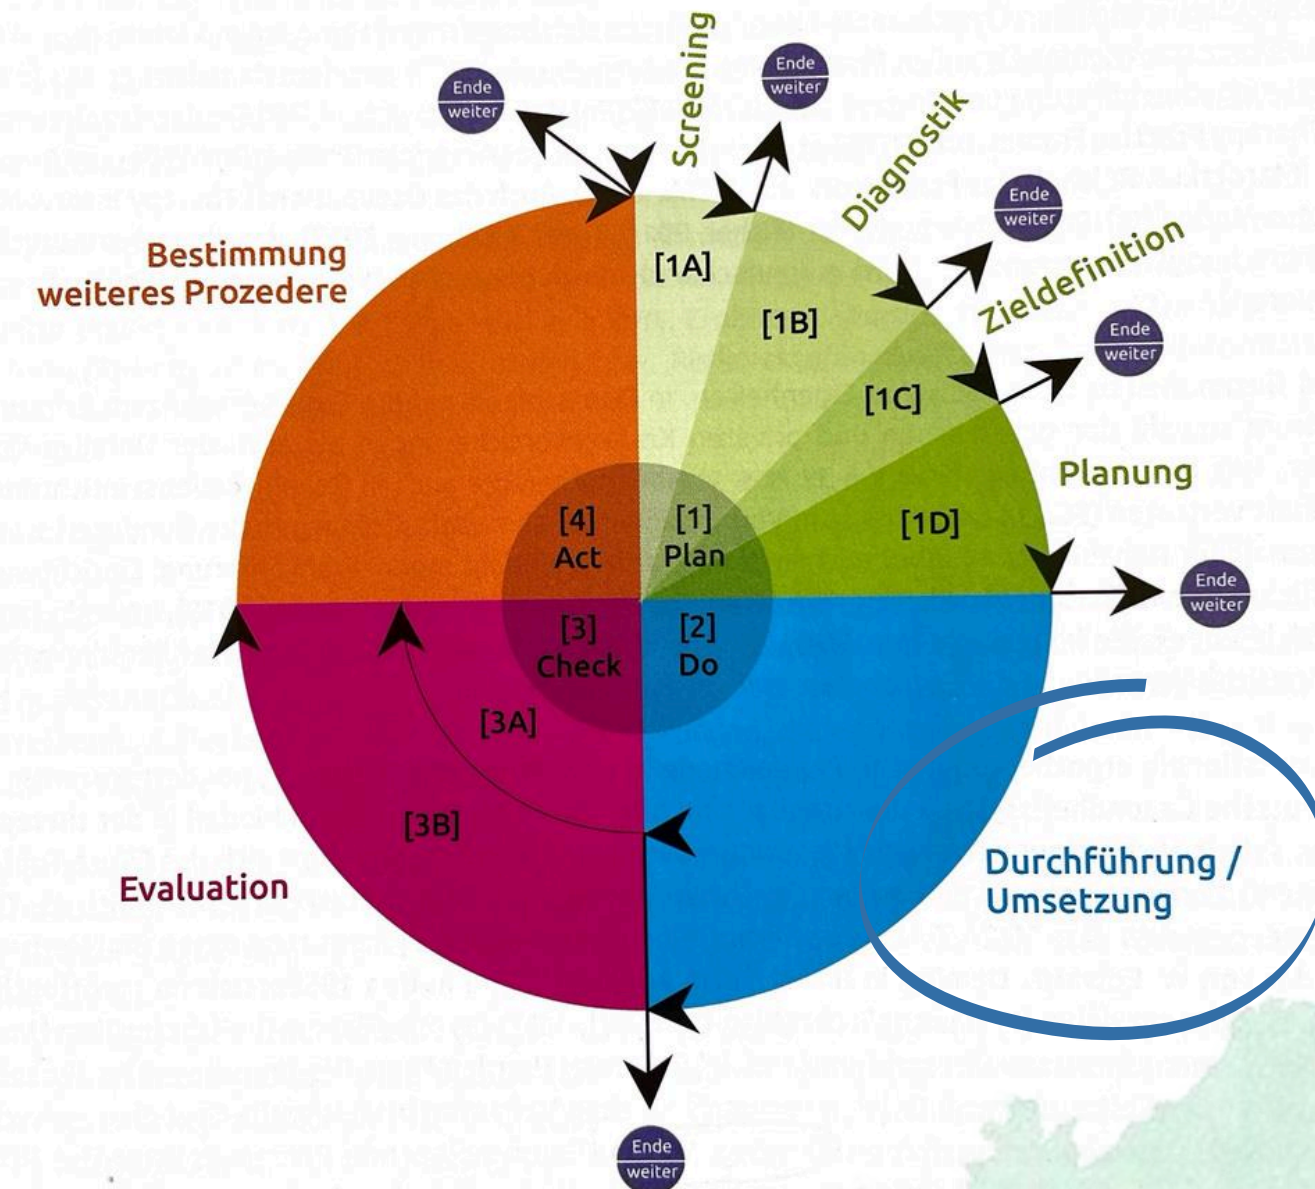 Screening
Ende
weiter
Ende
weiter
Diagnostik
Ende
weiter
Zieldefinition
Ende
weiter
Bestimmung
weiteres Prozedere
[1A]
[1B]
[1C]
Planung
[1D]
[4]
Act
[1]
Plan
Ende
weiter
[3]
Check
[2]
Do
[3A]
[3B]
Evaluation
Durchführung /
Umsetzung
Ende
weiter